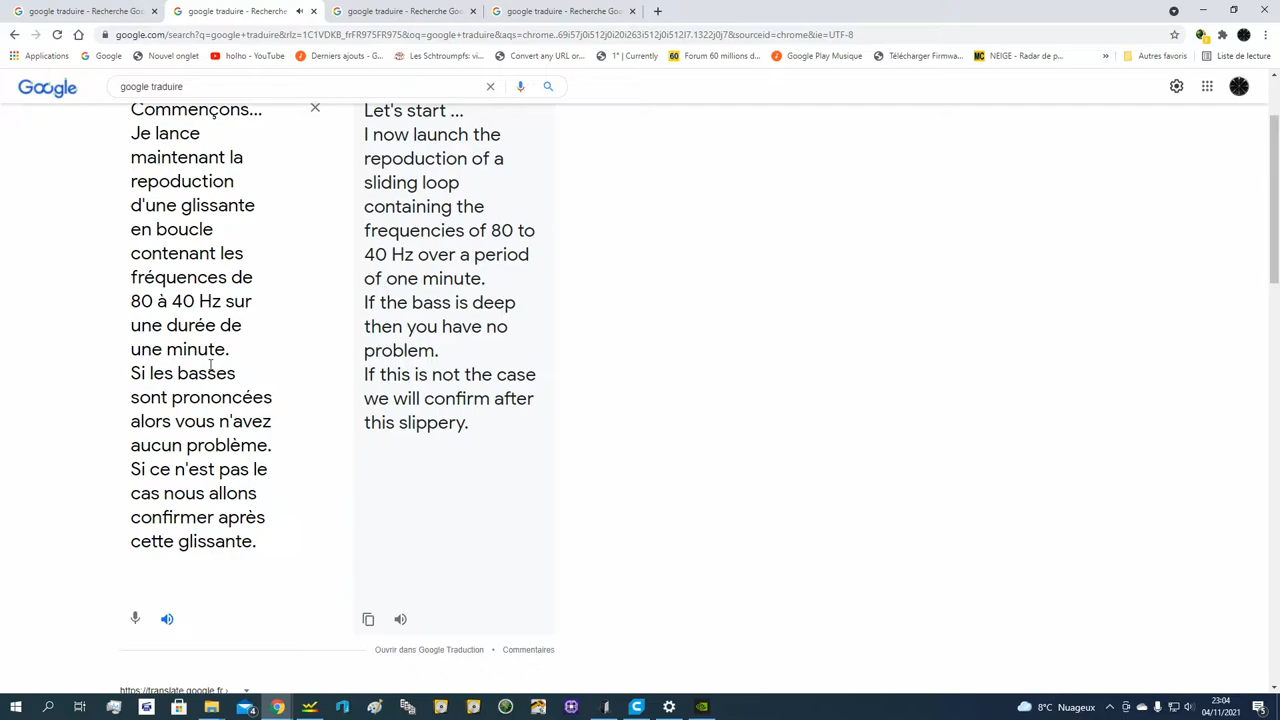 google traduire - Recherche Goo
google traduire - Recherche
google traduire - Recherche Goo
google traduire - Recherche Goo
google.com/search?q=google+traduire&rlz=1C1VDKB_frFR975FR975&oq=google+traduire&aqs=chrome..69i57j0i512j0i20i263i512j0i512l7.1322j0j7&sourceid=chrome&ie=UTF-8
Applications
Google
Nouvel onglet
holho - YouTube
Derniers ajouts - G...
Les Schtroumpfs: vi...
Convert any URL or...
1° | Currently
Forum 60 millions d...
Google Play Musique
Télécharger Firmwa...
NEIGE - Radar de p...
Autres favoris
Liste de lecture
Google
google traduire
Commençons...
Je lance
maintenant la
repoduction
d'une glissante
en boucle
contenant les
fréquences de
80 à 40 Hz sur
une durée de
une minute.
Si les basses
sont prononcées
alors vous n'avez
aucun problème.
Si ce n'est pas le
cas nous allons
confirmer après
cette glissante.
Let's start ...
I now launch the
repoduction of a
sliding loop
containing the
frequencies of 80 to
40 Hz over a period
of one minute.
If the bass is deep
then you have no
problem.
If this is not the case
we will confirm after
this slippery.
Ouvrir dans Google Traduction • Commentaires
https://translate.google.fr ›
8°C Nuageux
23:04
04/11/2021